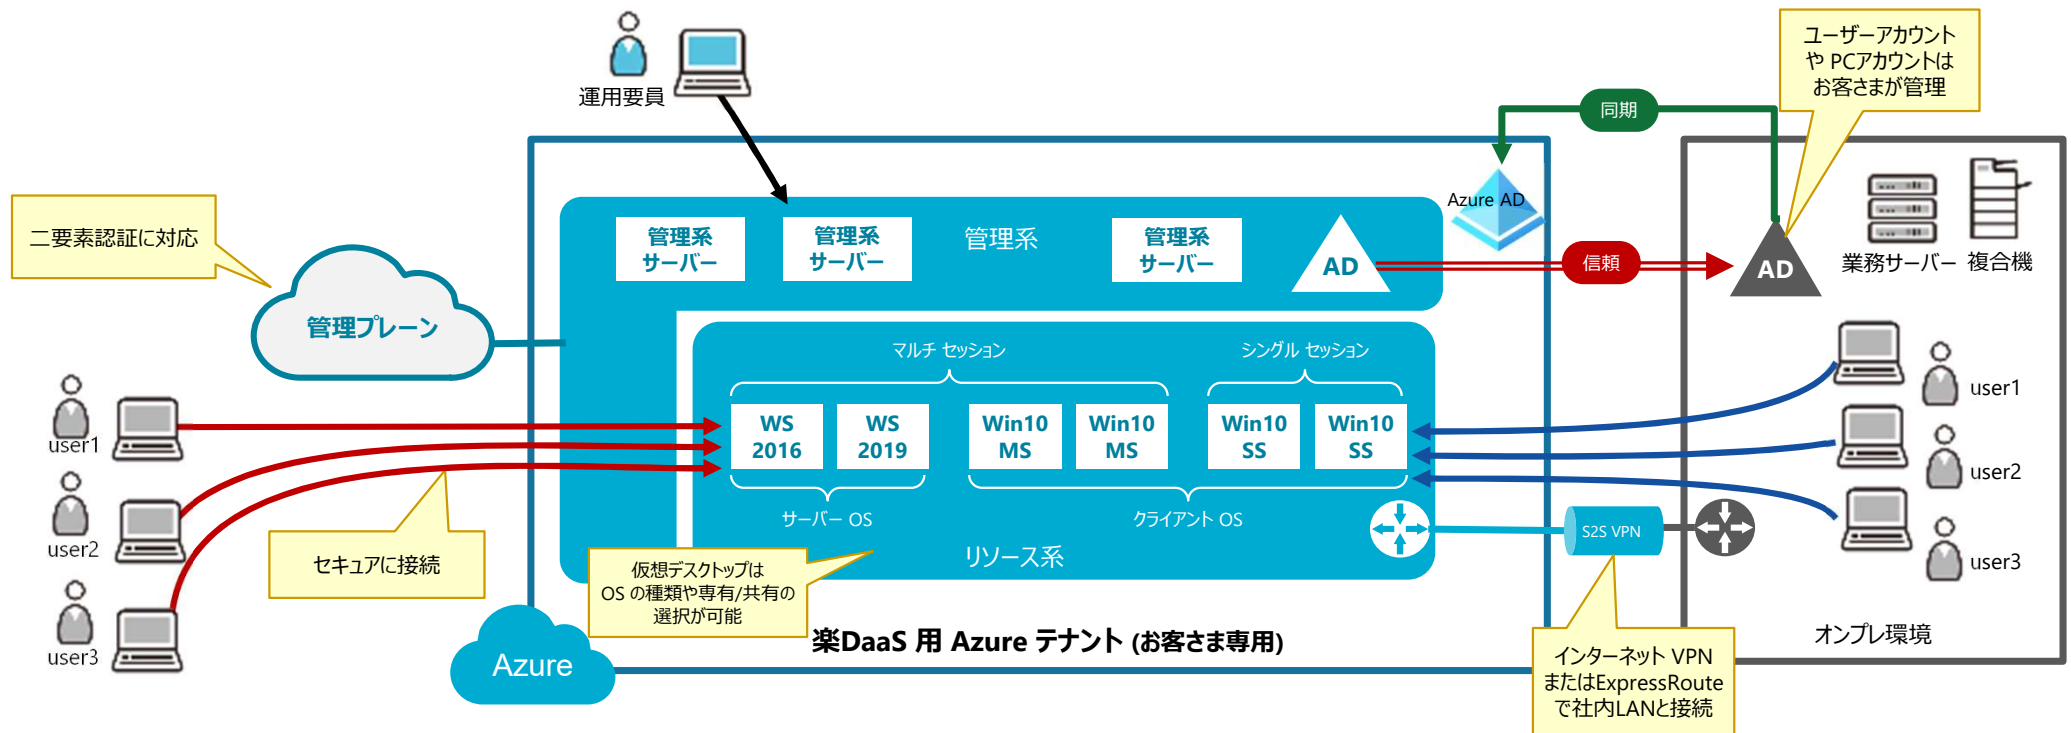 運用要員
ユーザーアカウント
や PCアカウントは
お客さまが管理
同期
二要素認証に対応
管理系
サーバー
管理系
サーバー
管理系
管理系
サーバー
AD
Azure AD
信頼
AD
業務サーバー
複合機
管理プレーン
マルチ セッション
シングル セッション
WS
2016
WS
2019
Win10
MS
Win10
MS
Win10
SS
Win10
SS
サーバー OS
クライアント OS
リソース系
user1
user2
user3
セキュアに接続
仮想デスクトップは
OS の種類や専有/共有の
選択が可能
user1
user2
user3
S2S VPN
オンプレ環境
Azure
楽DaaS 用 Azure テナント (お客さま専用)
インターネット VPN
またはExpressRoute
で社内LANと接続